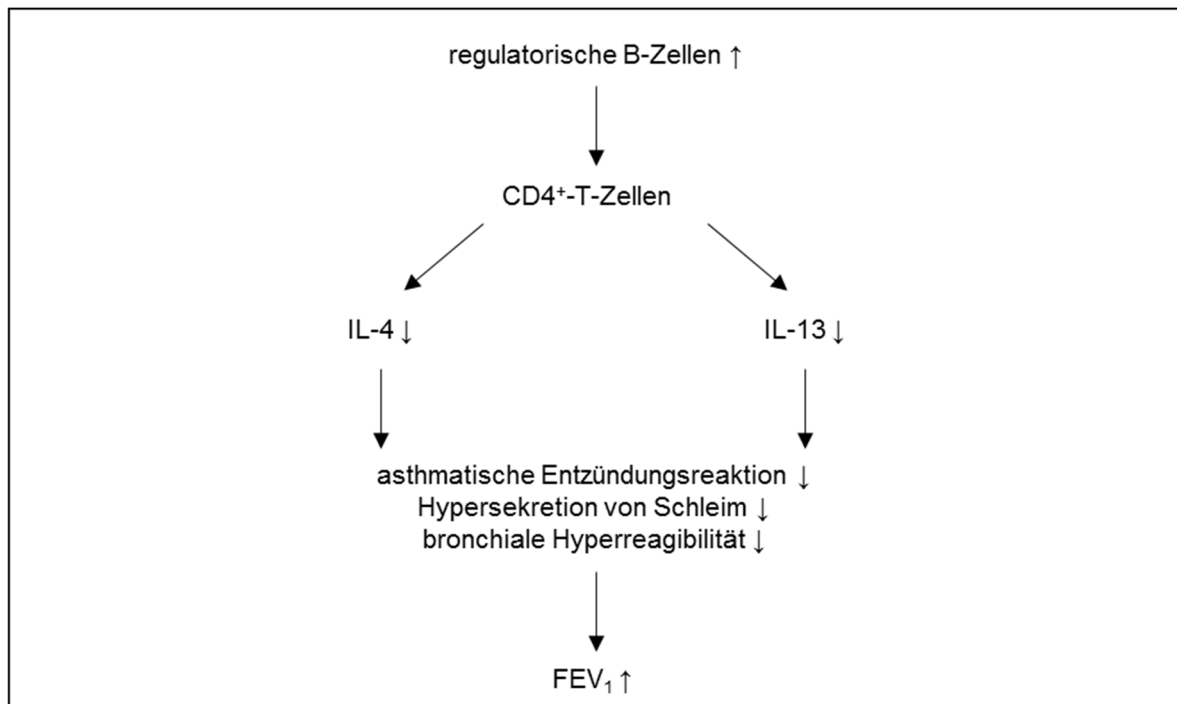 regulatorische B-Zellen ↑
CD4⁺-T-Zellen
IL-4 ↓
IL-13 ↓
asthmatische Entzündungsreaktion ↓
Hypersekretion von Schleim ↓
bronchiale Hyperreagibilität ↓
FEV₁ ↑